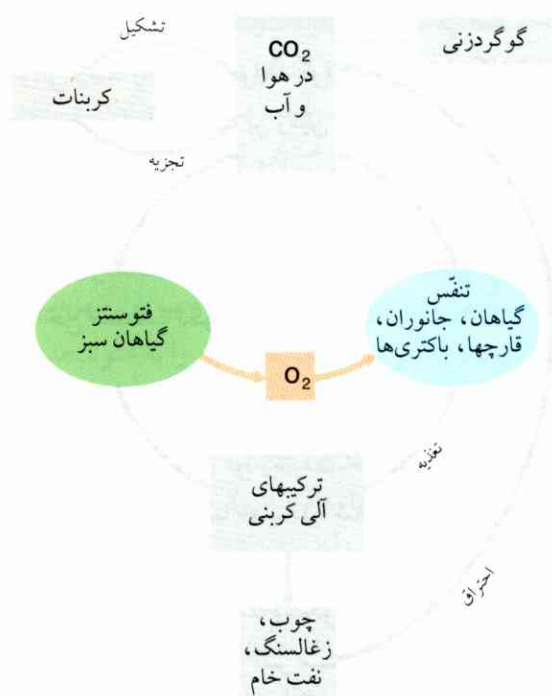 تشکیل
CO2
در هوا
و آب
گوگردزنی
کربنات
تجزیه
تنفّس
گیاهان، جانوران،
قارچها، باکتری‌ها
فتوسنتز
گیاهان سبز
O2
تغذیه
ترکیبهای
آلی کربنی
احتراق
چوب،
زغالسنگ،
نفت خام